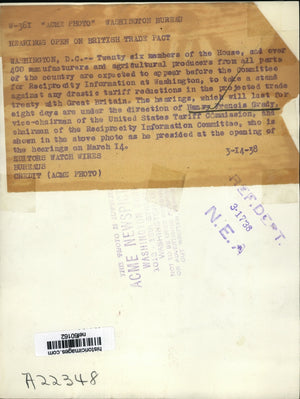 W-361 "ACME PHOTO" WASHINGTON BUREAU
HEARINGS OPEN ON BRITISH TRADE PACT
WASHINGTON, D.C.-- Twenty six members of the House, and over
400 manufacturers and agricultural producers from all parts
of the country are expected to appear before the Committee
for Reciprocity Information at Washington, to take a stand
against any drastic tariff reductions in the projected trade
treaty with Great Britain. The hearings, which will last for
eight days are under the direction of Henry Francis Grady,
vice-chairman of the United States Tariff Commission, and
chairman of the Reciprocity Information Committee, who is
shown in the above photo as he presided at the opening of
the hearings on March 14.
3-14-38
EDITORS WATCH WIRES
BUREAUS
CREDIT (ACME PHOTO)
REF. DEPT.
3-17-38
N.E.A
ACME NEWSP
WASHINGTON
historicimages.com
nef00162
A22348